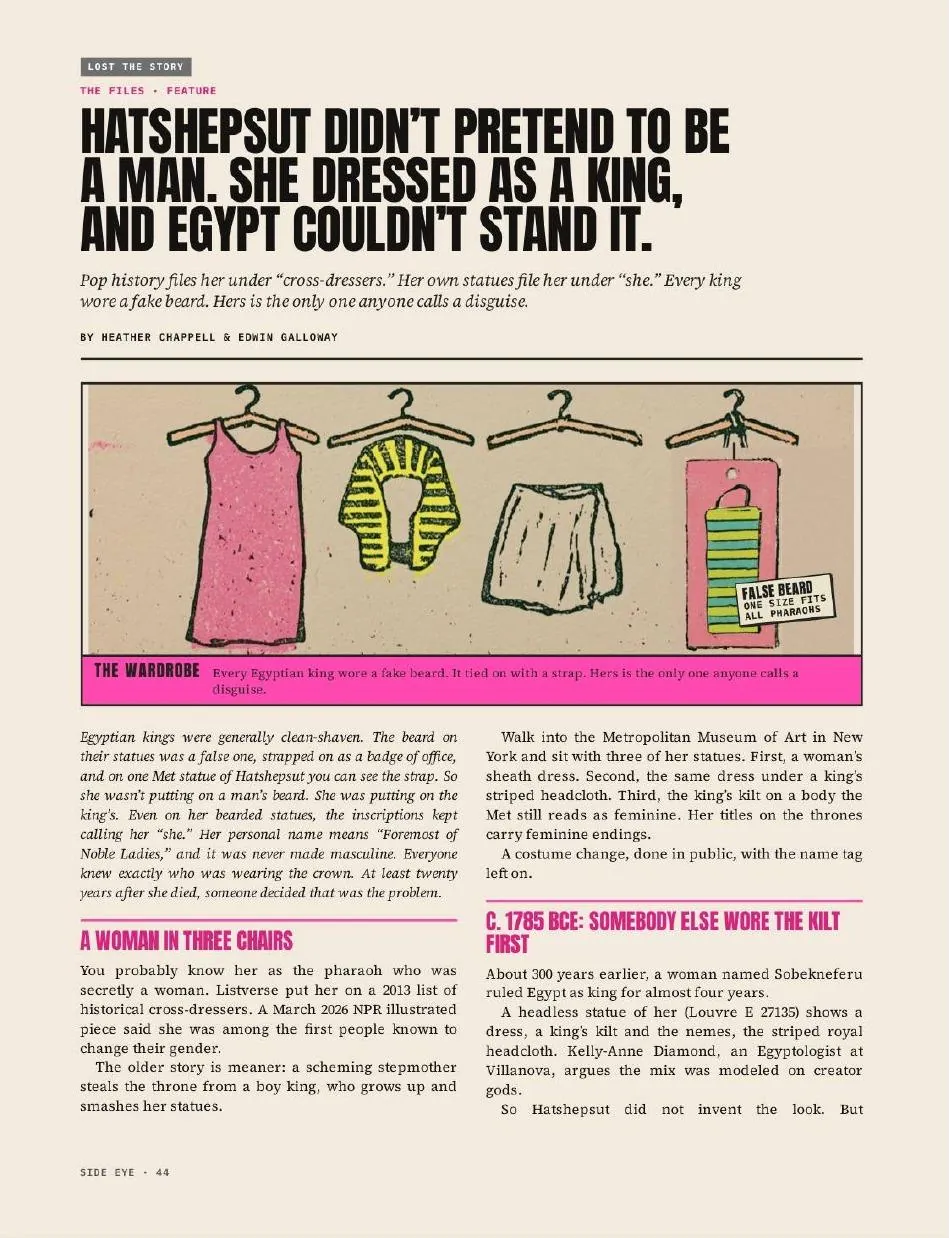 LOST THE STORY
THE FILES · FEATURE
HATSHEPSUT DIDN’T PRETEND TO BE
A MAN. SHE DRESSED AS A KING,
AND EGYPT COULDN’T STAND IT.
Pop history files her under “cross-dressers.” Her own statues file her under “she.” Every king
wore a fake beard. Hers is the only one anyone calls a disguise.
BY HEATHER CHAPPELL & EDWIN GALLOWAY
FALSE BEARD
ONE SIZE FITS
ALL PHARAOHS
THE WARDROBE Every Egyptian king wore a fake beard. It tied on with a strap. Hers is the only one anyone calls a
disguise.
Egyptian kings were generally clean-shaven. The beard on
their statues was a false one, strapped on as a badge of office,
and on one Met statue of Hatshepsut you can see the strap. So
she wasn’t putting on a man’s beard. She was putting on the
king’s. Even on her bearded statues, the inscriptions kept
calling her “she.” Her personal name means “Foremost of
Noble Ladies,” and it was never made masculine. Everyone
knew exactly who was wearing the crown. At least twenty
years after she died, someone decided that was the problem.
A WOMAN IN THREE CHAIRS
You probably know her as the pharaoh who was
secretly a woman. Listverse put her on a 2013 list of
historical cross-dressers. A March 2026 NPR illustrated
piece said she was among the first people known to
change their gender.
The older story is meaner: a scheming stepmother
steals the throne from a boy king, who grows up and
smashes her statues.
Walk into the Metropolitan Museum of Art in New
York and sit with three of her statues. First, a woman’s
sheath dress. Second, the same dress under a king’s
striped headcloth. Third, the king’s kilt on a body the
Met still reads as feminine. Her titles on the thrones
carry feminine endings.
A costume change, done in public, with the name tag
left on.
C. 1785 BCE: SOMEBODY ELSE WORE THE KILT
FIRST
About 300 years earlier, a woman named Sobekneferu
ruled Egypt as king for almost four years.
A headless statue of her (Louvre E 27135) shows a
dress, a king’s kilt and the nemes, the striped royal
headcloth. Kelly-Anne Diamond, an Egyptologist at
Villanova, argues the mix was modeled on creator
gods.
So Hatshepsut did not invent the look. But
SIDE EYE · 44